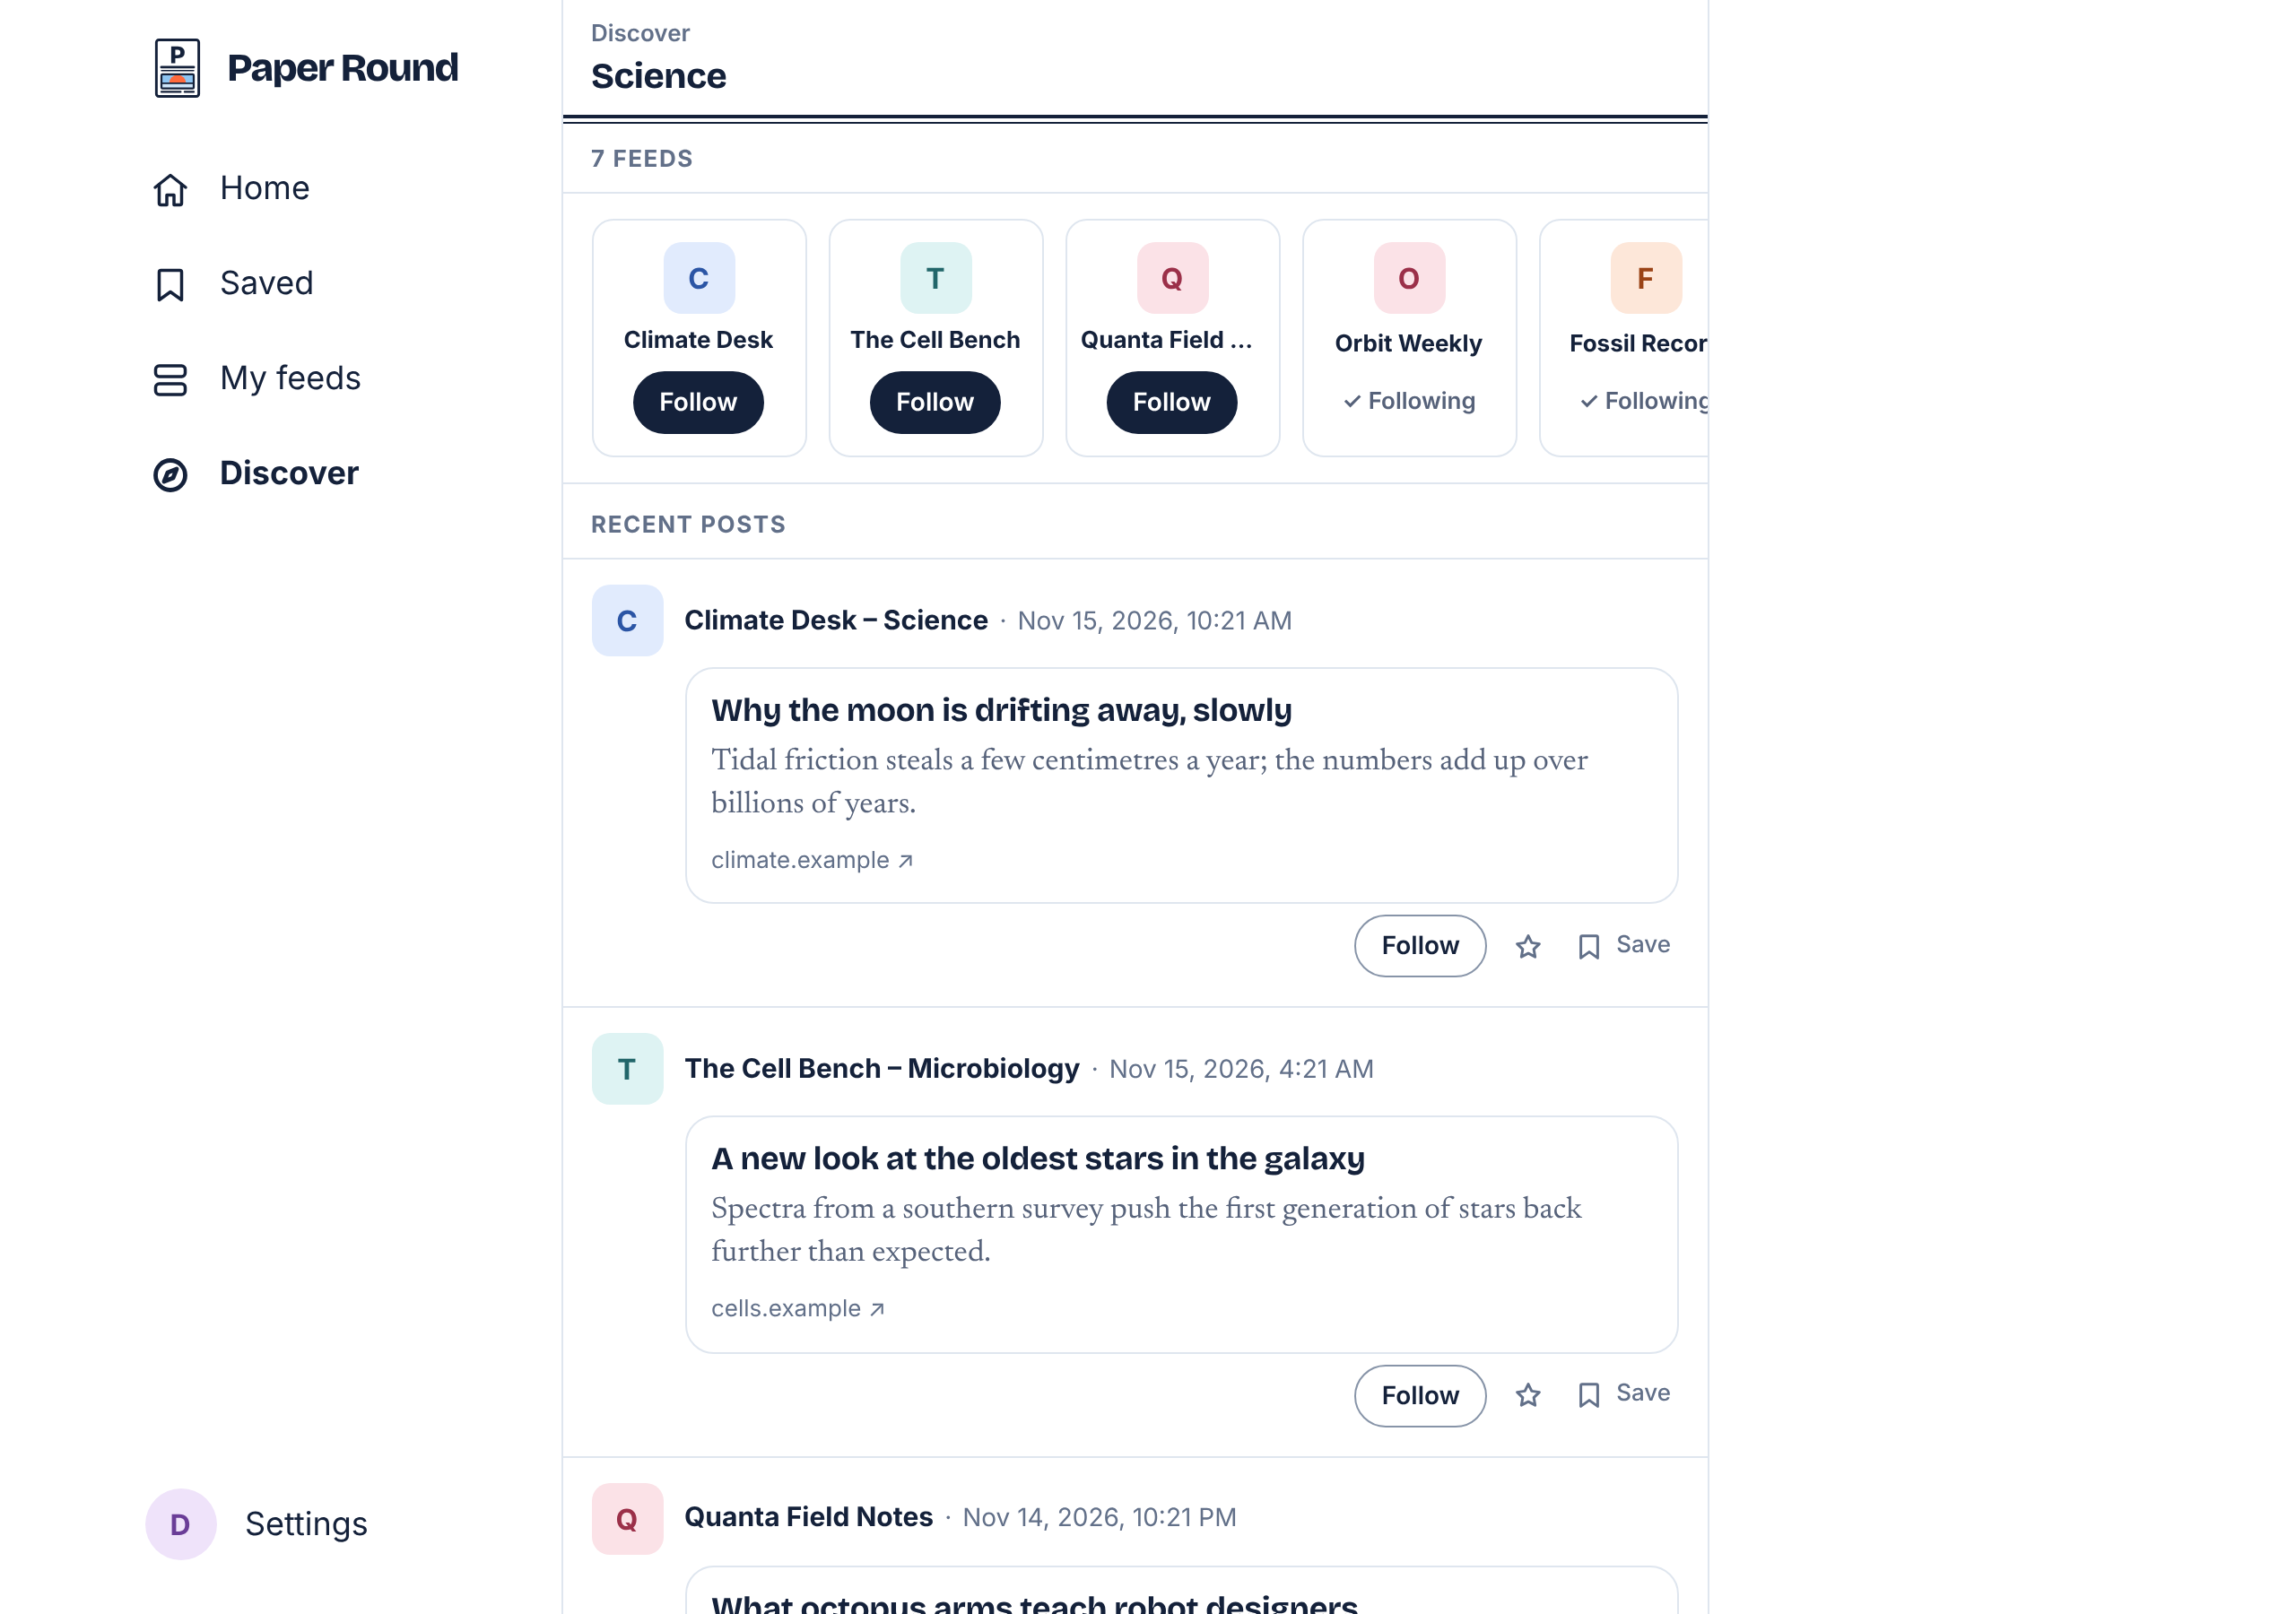 P
Paper Round
Home
Saved
My feeds
Discover
D
Settings
Discover
Science
7 FEEDS
C
Climate Desk
Follow
T
The Cell Bench
Follow
Q
Quanta Field ...
Follow
O
Orbit Weekly
Following
F
Fossil Recor
Following
RECENT POSTS
C
Climate Desk – Science · Nov 15, 2026, 10:21 AM
Why the moon is drifting away, slowly
Tidal friction steals a few centimetres a year; the numbers add up over
billions of years.
climate.example ↗
Follow
Save
T
The Cell Bench – Microbiology · Nov 15, 2026, 4:21 AM
A new look at the oldest stars in the galaxy
Spectra from a southern survey push the first generation of stars back
further than expected.
cells.example ↗
Follow
Save
Q
Quanta Field Notes · Nov 14, 2026, 10:21 PM
What octopus arms teach robot designers